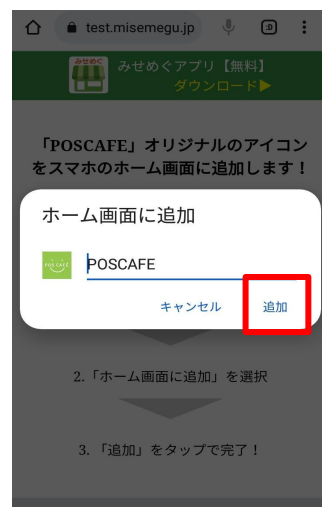 test.misemegu.jp
:D
みせめぐ
みせめぐアプリ【無料】
ダウンロード▶
「POSCAFE」オリジナルのアイコン
をスマホのホーム画面に追加します！
ホーム画面に追加
POS CAFE
POSCAFE
キャンセル
追加
2.「ホーム画面に追加」を選択
3. 「追加」をタップで完了！